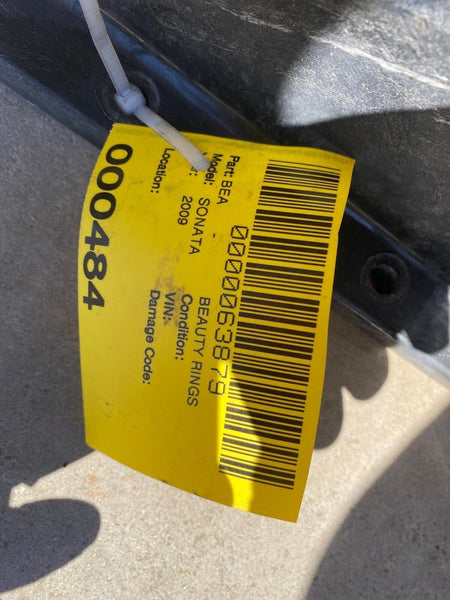 0000063879
Part: BEA - BEAUTY RINGS
Model: SONATA Condition:
2009 VIN:
Location: Damage Code:
000484